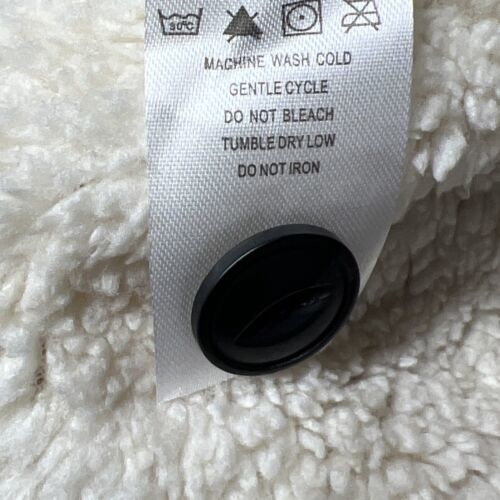 30°C
MACHINE WASH COLD
GENTLE CYCLE
DO NOT BLEACH
TUMBLE DRY LOW
DO NOT IRON